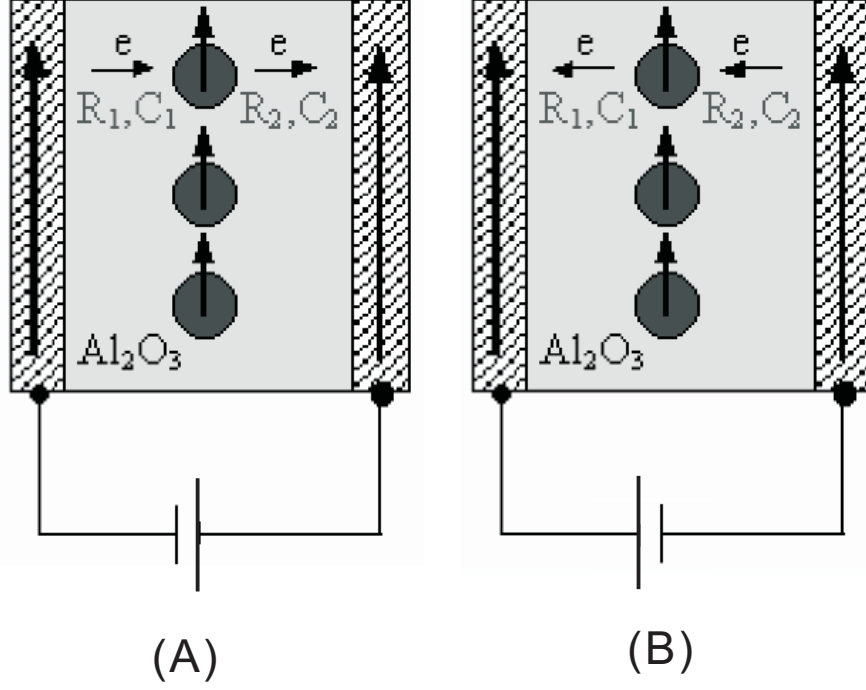 e e e e
R₁,C₁ R₂,C₂ R₁,C₁ R₂,C₂
Al₂O₃ Al₂O₃
(A) (B)